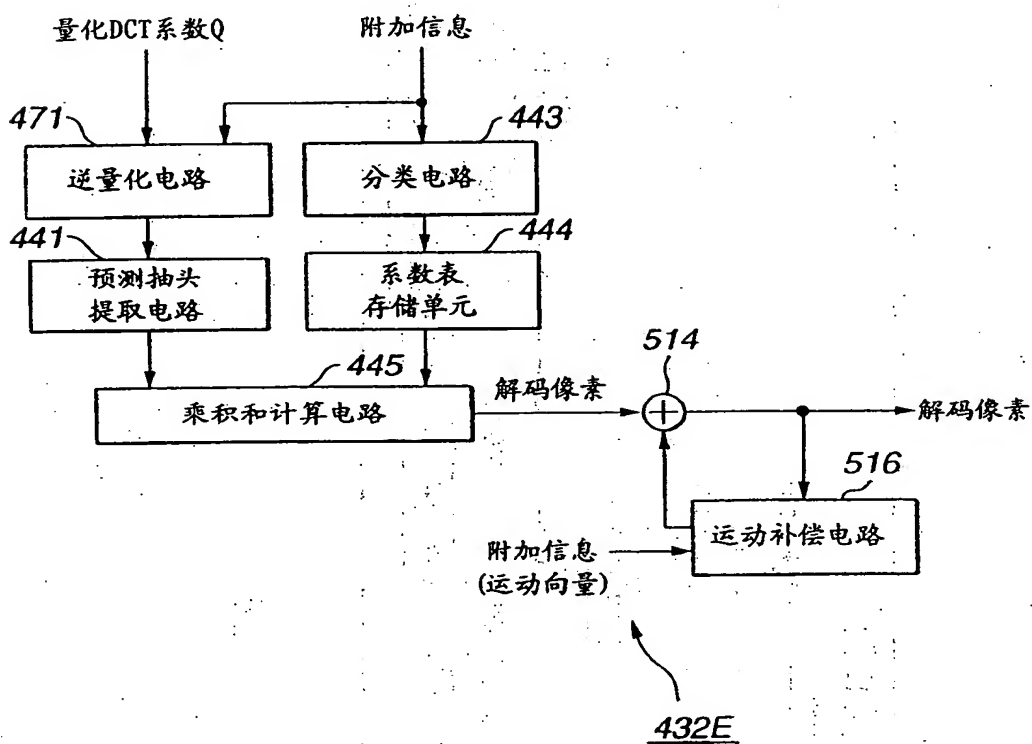 量化DCT系数Q
附加信息
471
443
逆量化电路
分类电路
441
444
预测抽头
提取电路
系数表
存储单元
445
514
乘积和计算电路
解码像素
解码像素
516
运动补偿电路
附加信息
(运动向量)
432E